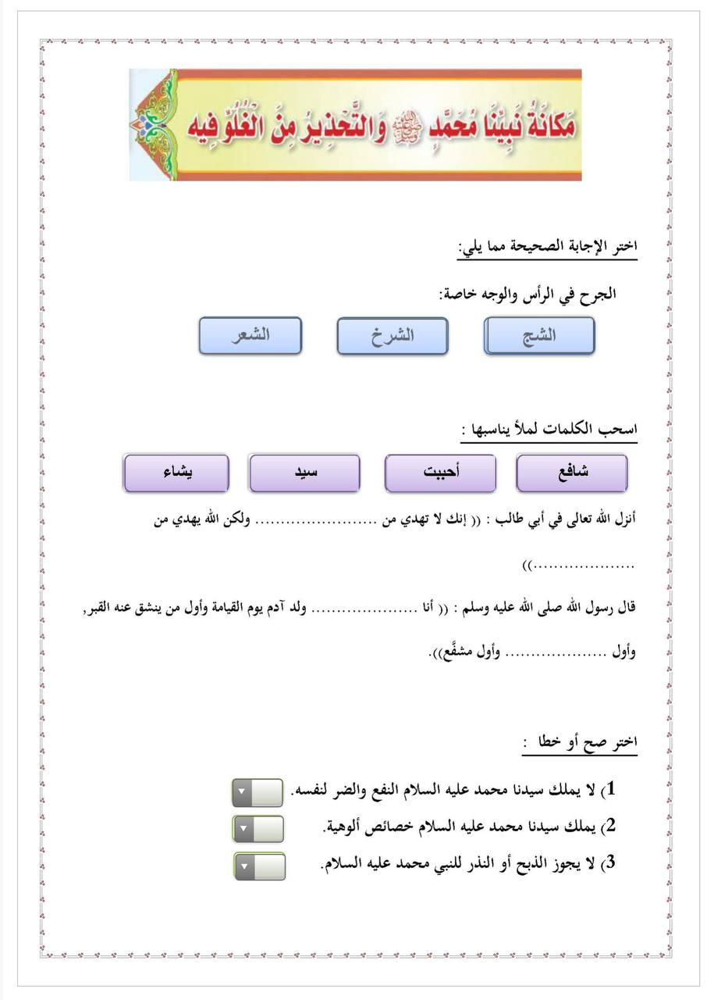 مَكَانَةُ نَبِيِّنَا مُحَمَّدٍ ﷺ وَالتَّحْذِيرُ مِنَ الْغُلُوِّ فِيه
اختر الإجابة الصحيحة مما يلي:
الجرح في الرأس والوجه خاصة:
الشج الشرخ الشعر
اسحب الكلمات لملأ يناسبها :
شافع أحببت سيد يشاء
أنزل الله تعالى في أبي طالب : (( إنك لا تهدي من ........................ ولكن الله يهدي من
....................))
قال رسول الله صلى الله عليه وسلم : (( أنا ..................... ولد آدم يوم القيامة وأول من ينشق عنه القبر,
وأول .................... وأول مشفَّع)).
اختر صح أو خطا :
1) لا يملك سيدنا محمد عليه السلام النفع والضر لنفسه.
2) يملك سيدنا محمد عليه السلام خصائص ألوهية.
3) لا يجوز الذبح أو النذر للنبي محمد عليه السلام.